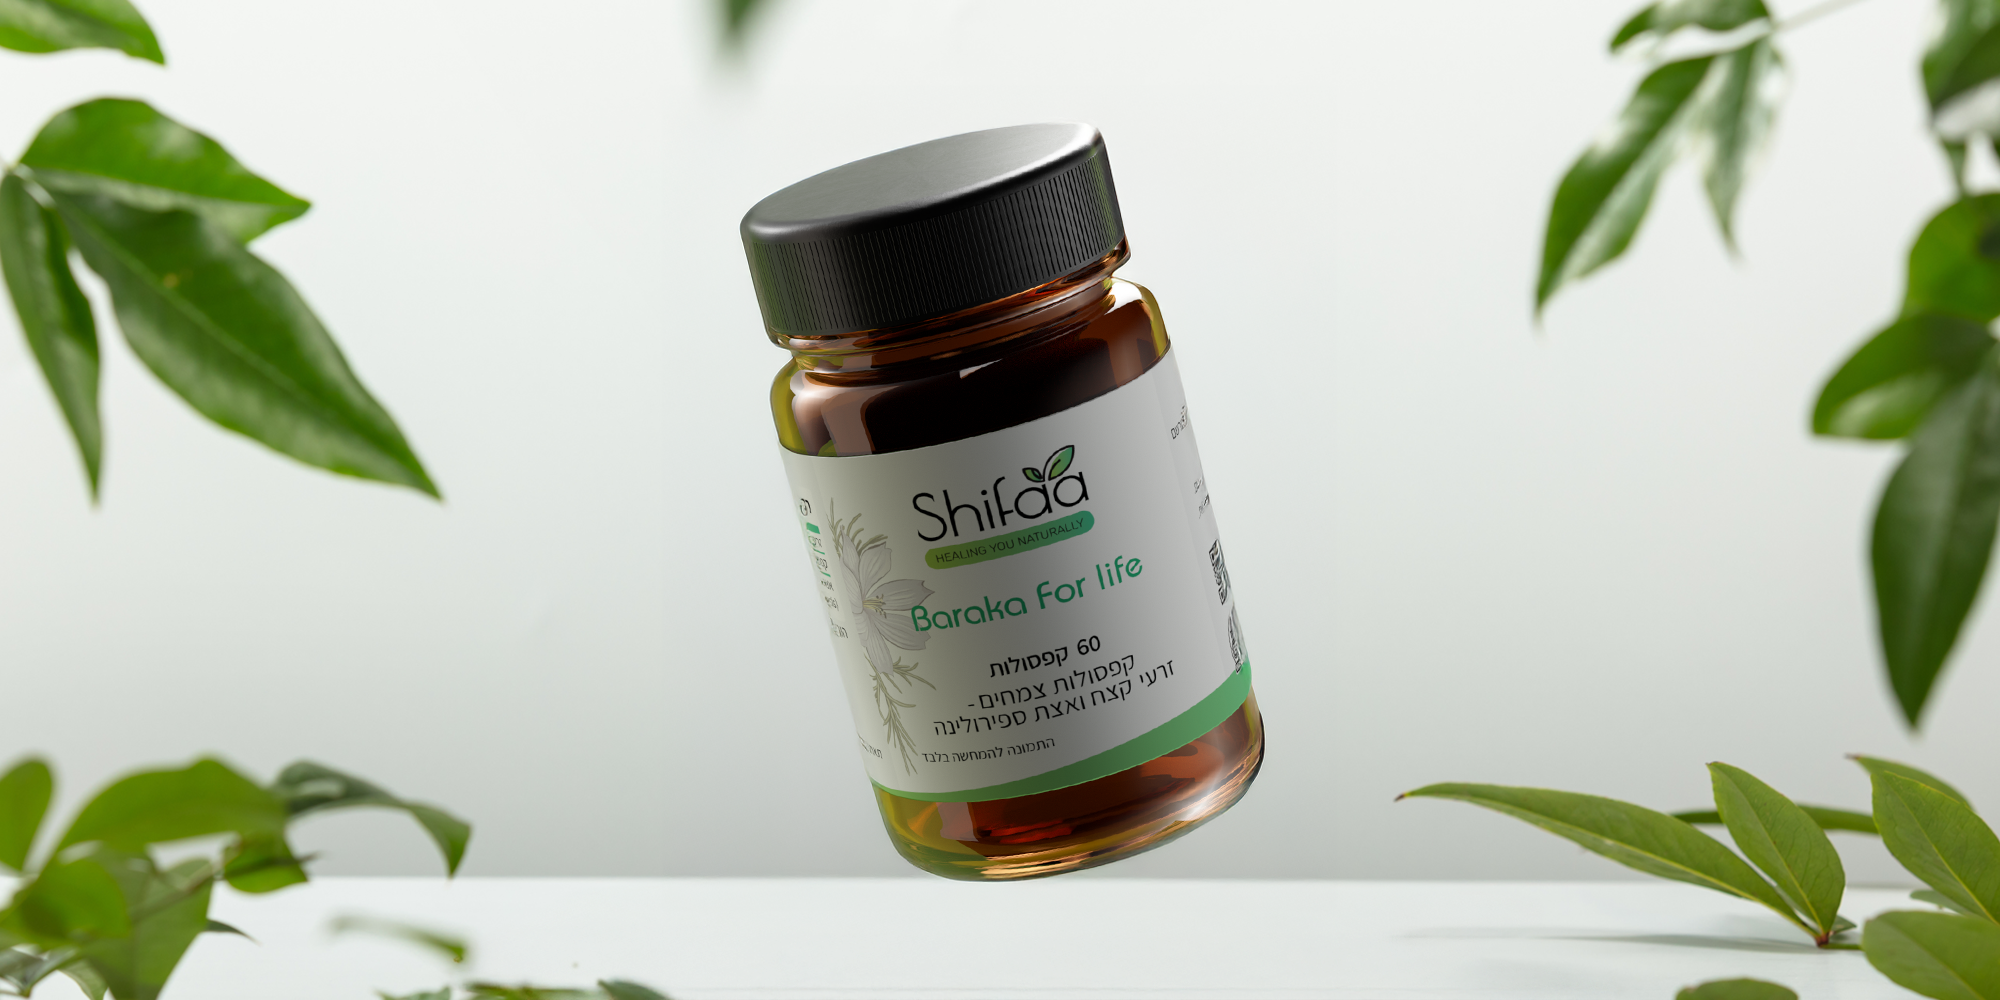 Shifaa
HEALING YOU NATURALLY
Baraka For life
60 קפסולות
קפסולות צמחים-
זרעי קצח ואצת ספירולינה
התמונה להמחשה בלבד